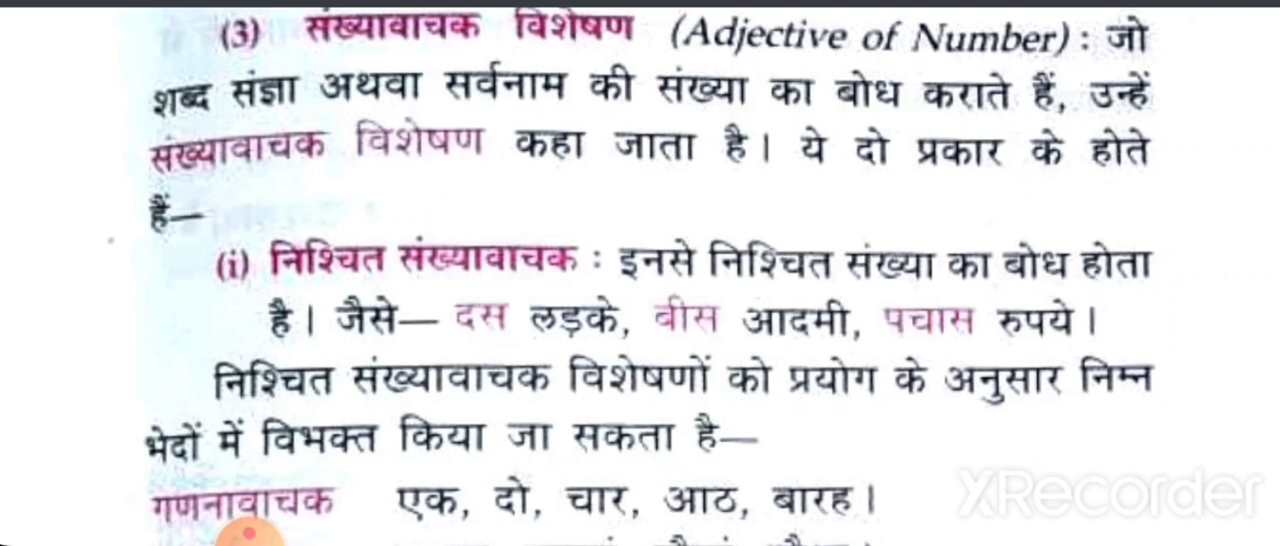 (3) संख्यावाचक विशेषण (Adjective of Number) : जो
शब्द संज्ञा अथवा सर्वनाम की संख्या का बोध कराते हैं, उन्हें
संख्यावाचक विशेषण कहा जाता है। ये दो प्रकार के होते
हैं—
(i) निश्चित संख्यावाचक : इनसे निश्चित संख्या का बोध होता
है। जैसे— दस लड़के, बीस आदमी, पचास रुपये।
निश्चित संख्यावाचक विशेषणों को प्रयोग के अनुसार निम्न
भेदों में विभक्त किया जा सकता है—
गणनावाचक एक, दो, चार, आठ, बारह।
XRecorder